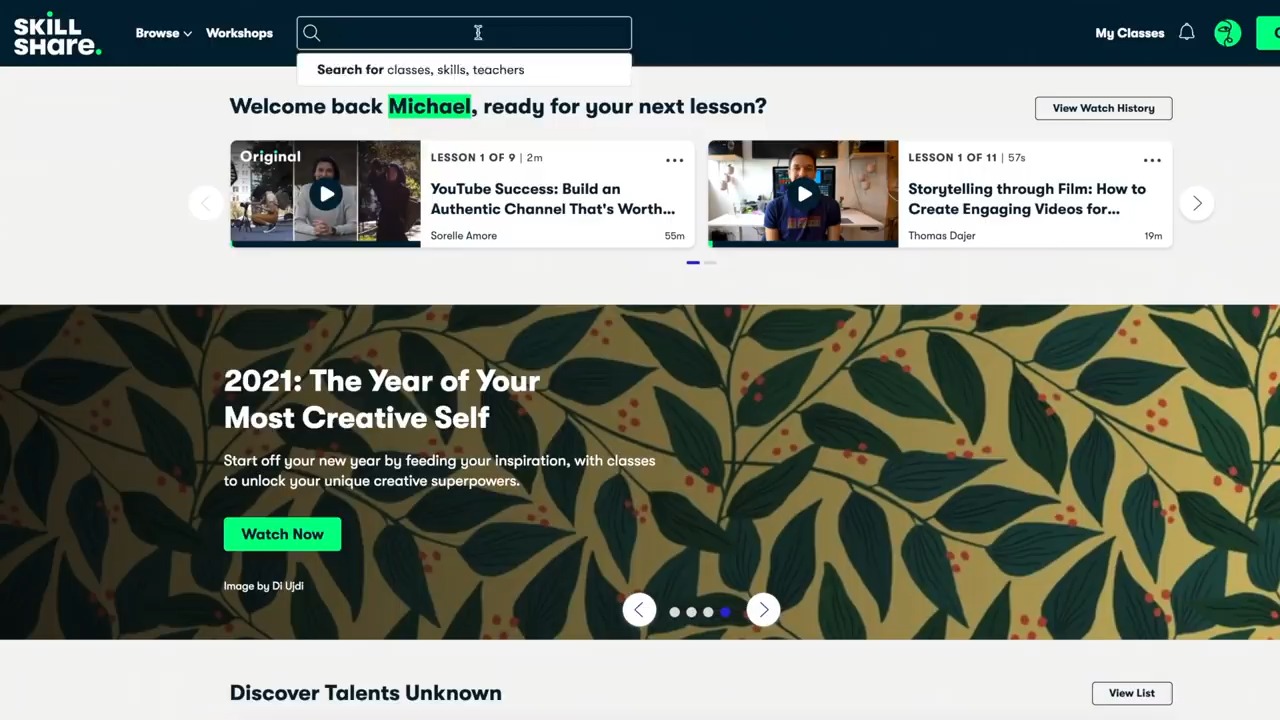 SKiLL
SHare.
Browse
Workshops
My Classes
Search for classes, skills, teachers
Welcome back Michael, ready for your next lesson?
View Watch History
Original
LESSON 1 OF 9 | 2m
YouTube Success: Build an
Authentic Channel That's Worth...
Sorelle Amore
55m
LESSON 1 OF 11 | 57s
Storytelling through Film: How to
Create Engaging Videos for...
Thomas Dajer
19m
2021: The Year of Your
Most Creative Self
Start off your new year by feeding your inspiration, with classes
to unlock your unique creative superpowers.
Watch Now
Image by Di Ujdi
Discover Talents Unknown
View List